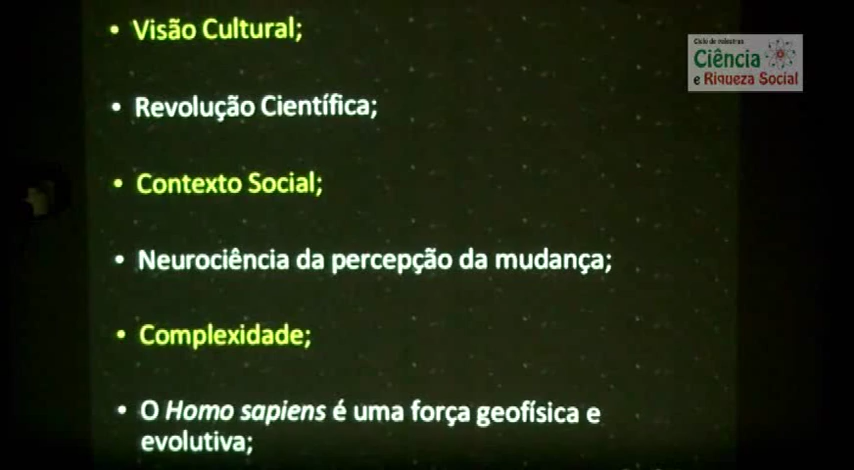 • Visão Cultural;
Ciclo de palestras
Ciência
e Riqueza Social
• Revolução Científica;
• Contexto Social;
• Neurociência da percepção da mudança;
• Complexidade;
• O Homo sapiens é uma força geofísica e
evolutiva;